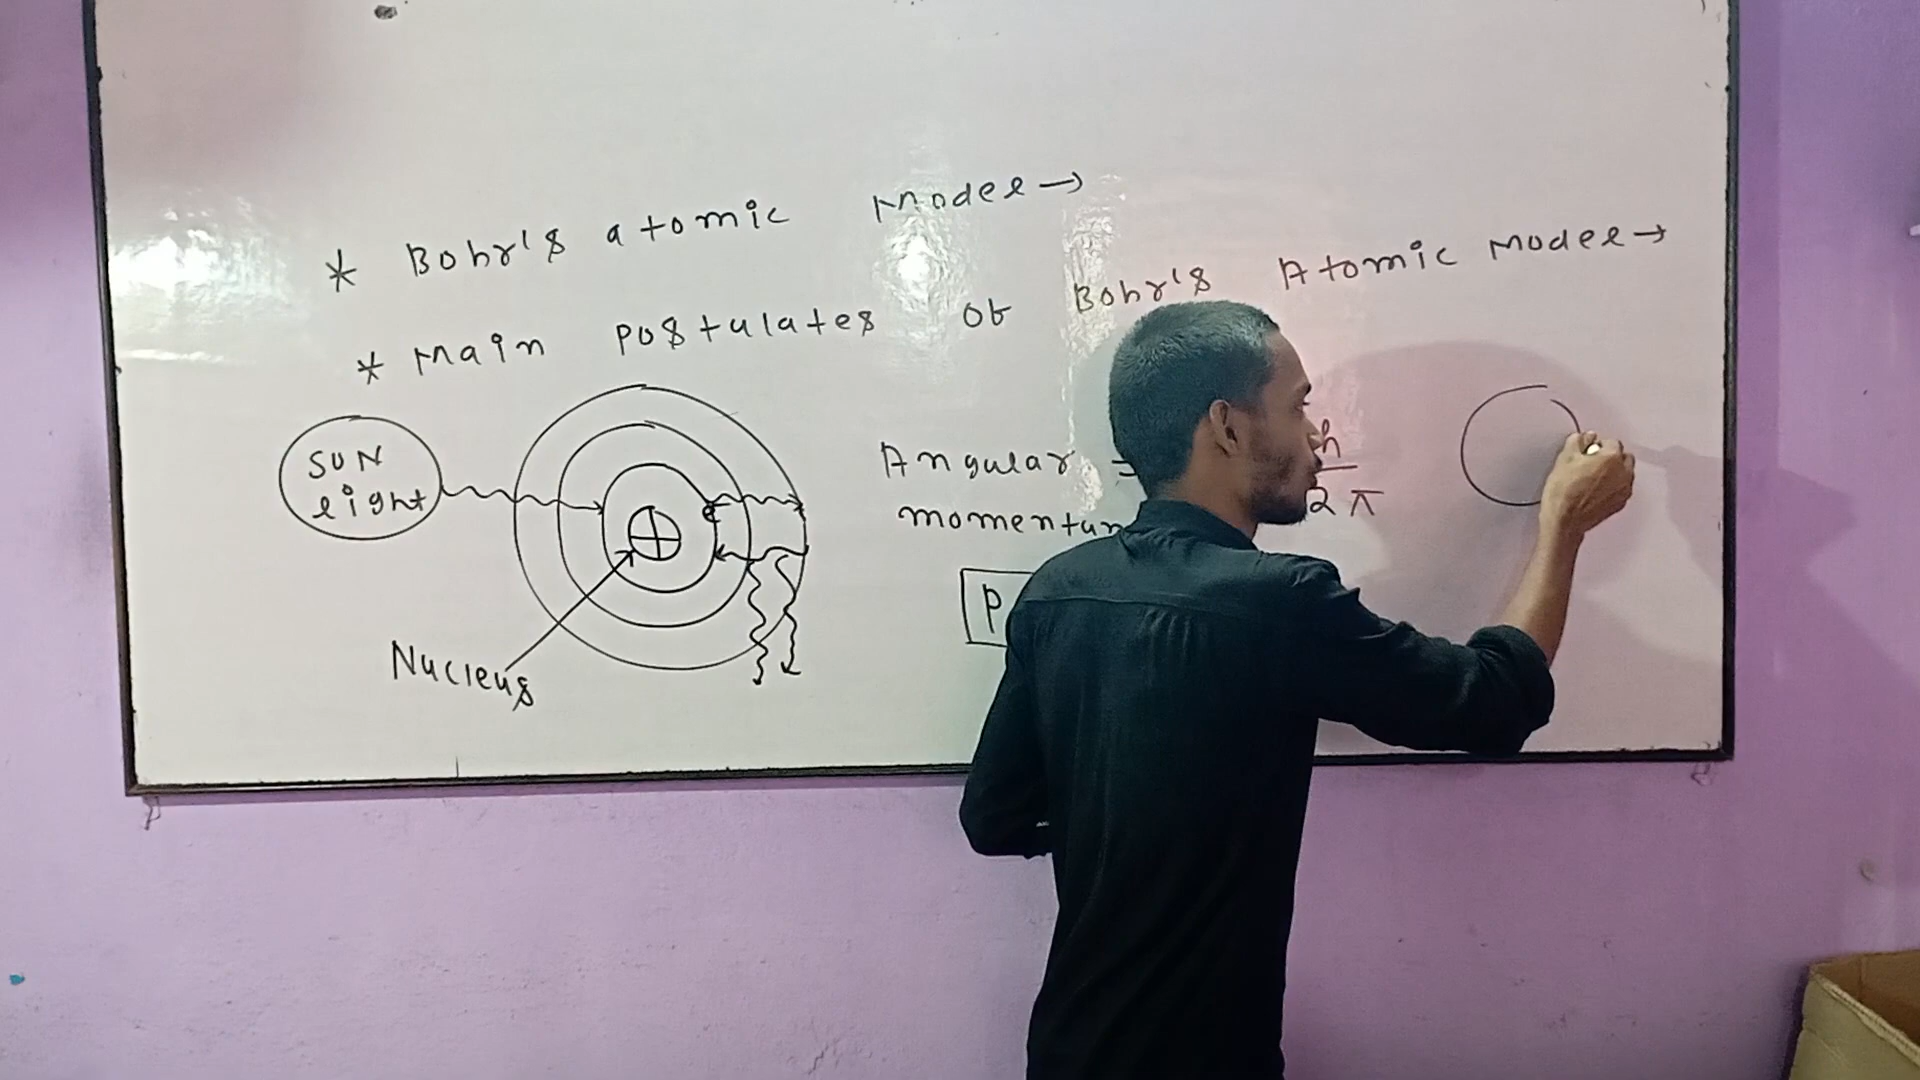 * Bohr's atomic Model →
* Main postulates of Bohr's Atomic Model →
SUN
light
e
Nucleus
Angular = h
momentum 2π
P